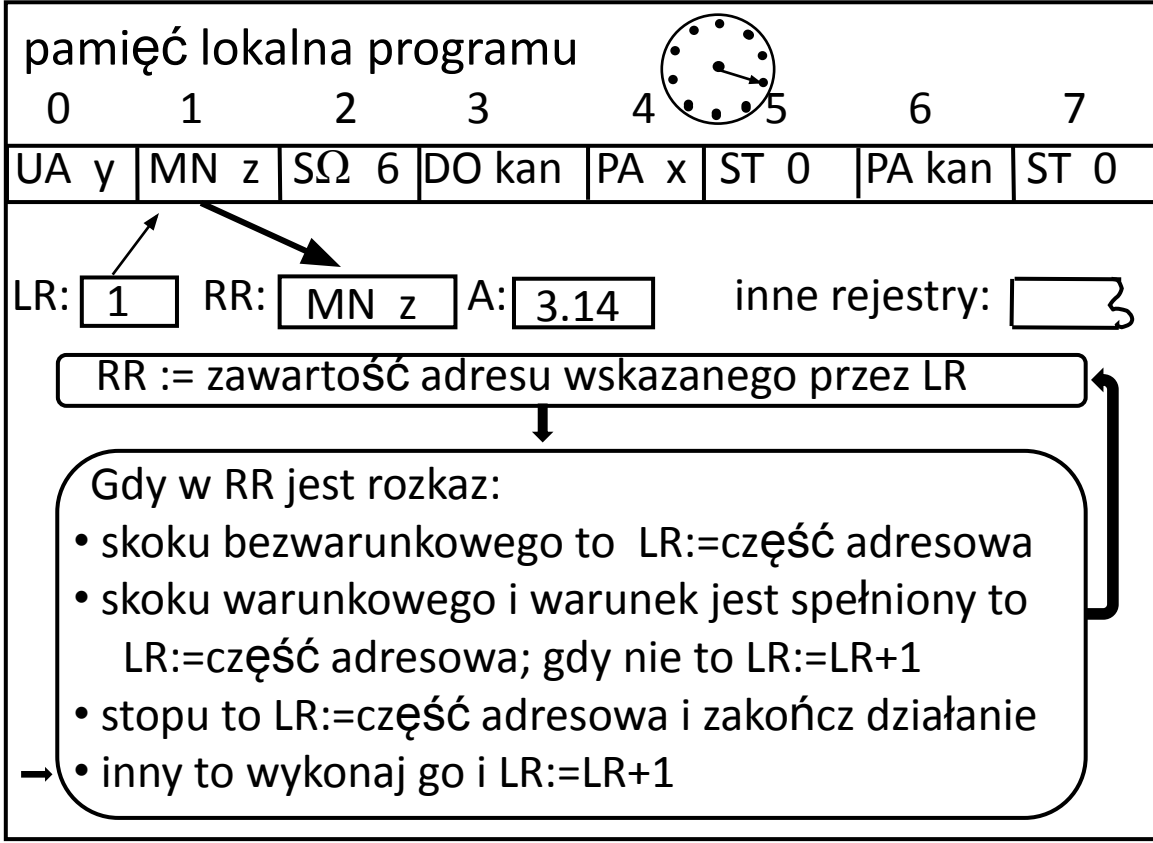 pamięć lokalna programu
0 1 2 3 4 5 6 7
UA y MN z SΩ 6 DO kan PA x ST 0 PA kan ST 0
LR: 1 RR: MN z A: 3.14 inne rejestry:
RR := zawartość adresu wskazanego przez LR
Gdy w RR jest rozkaz:
• skoku bezwarunkowego to LR:=część adresowa
• skoku warunkowego i warunek jest spełniony to
LR:=część adresowa; gdy nie to LR:=LR+1
• stopu to LR:=część adresowa i zakończ działanie
• inny to wykonaj go i LR:=LR+1